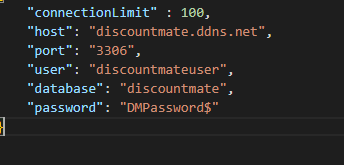 "connectionLimit" : 100,
"host": "discountmate.ddns.net",
"port": "3306",
"user": "discountmateuser",
"database": "discountmate",
"password": "DMPassword$"
}